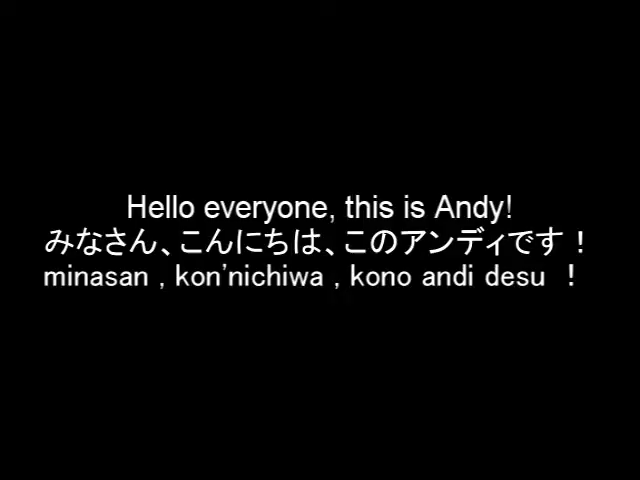 Hello everyone, this is Andy!
みなさん、こんにちは、このアンディです！
minasan , kon’nichiwa , kono andi desu ！